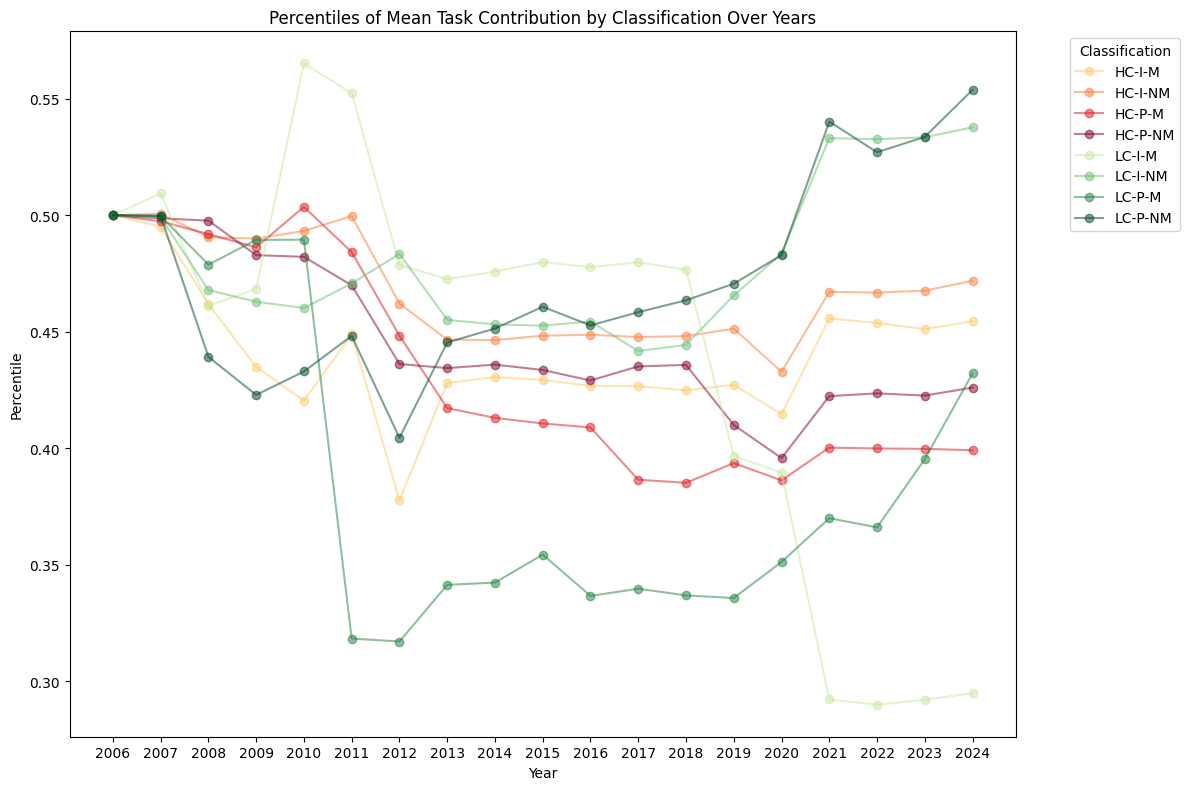 Percentiles of Mean Task Contribution by Classification Over Years
Classification
HC-I-M
HC-I-NM
HC-P-M
HC-P-NM
LC-I-M
LC-I-NM
LC-P-M
LC-P-NM
Percentile
0.55
0.50
0.45
0.40
0.35
0.30
2006 2007 2008 2009 2010 2011 2012 2013 2014 2015 2016 2017 2018 2019 2020 2021 2022 2023 2024
Year